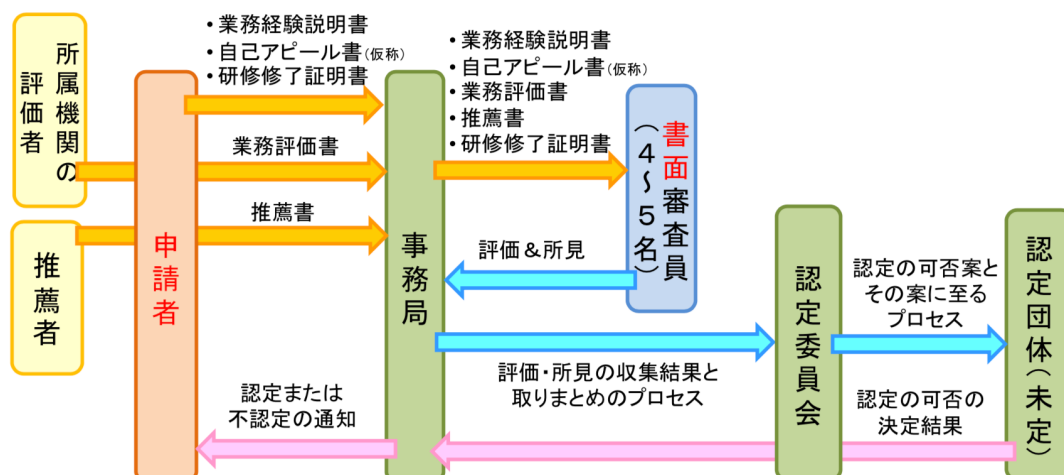 所属機関の
評価者
推薦者
申請者
・業務経験説明書
・自己アピール書(仮称)
・研修修了証明書
業務評価書
推薦書
事務局
・業務経験説明書
・自己アピール書(仮称)
・業務評価書
・推薦書
・研修修了証明書
書面審査員
(4~5名)
評価&所見
評価・所見の収集結果と
取りまとめのプロセス
認定または
不認定の通知
認定委員会
認定の可否案と
その案に至る
プロセス
認定の可否の
決定結果
認定団体(未定)